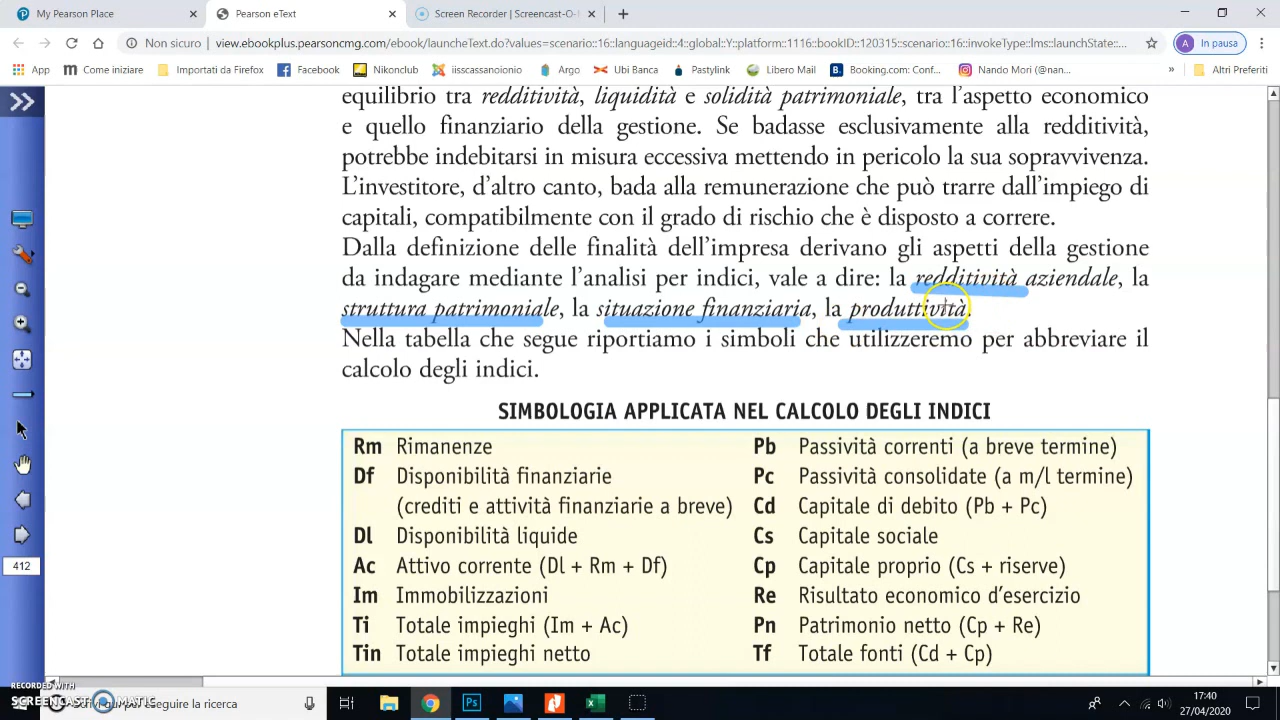 My Pearson Place
Pearson eText
Screen Recorder | Screencast-O-
Non sicuro | view.ebookplus.pearsoncmg.com/ebook/launcheText.do?values=scenario::16::languageid::4::global::Y::platform::1116::bookID::120315::scenario::16::invokeType::lms::launchState::...
A In pausa
App
Come iniziare
Importati da Firefox
Facebook
Nikonclub
iisscassanoionio
Argo
Ubi Banca
Pastylink
Libero Mail
Booking.com: Conf...
Nando Mori (@nan...
»
Altri Preferiti
equilibrio tra redditività, liquidità e solidità patrimoniale, tra l'aspetto economico
e quello finanziario della gestione. Se badasse esclusivamente alla redditività,
potrebbe indebitarsi in misura eccessiva mettendo in pericolo la sua sopravvivenza.
L'investitore, d'altro canto, bada alla remunerazione che può trarre dall'impiego di
capitali, compatibilmente con il grado di rischio che è disposto a correre.
Dalla definizione delle finalità dell'impresa derivano gli aspetti della gestione
da indagare mediante l'analisi per indici, vale a dire: la redditività aziendale, la
struttura patrimoniale, la situazione finanziaria, la produttività.
Nella tabella che segue riportiamo i simboli che utilizzeremo per abbreviare il
calcolo degli indici.
SIMBOLOGIA APPLICATA NEL CALCOLO DEGLI INDICI
Rm Rimanenze
Df Disponibilità finanziarie
(crediti e attività finanziarie a breve)
Dl Disponibilità liquide
Ac Attivo corrente (Dl + Rm + Df)
Im Immobilizzazioni
Ti Totale impieghi (Im + Ac)
Tin Totale impieghi netto
Pb Passività correnti (a breve termine)
Pc Passività consolidate (a m/l termine)
Cd Capitale di debito (Pb + Pc)
Cs Capitale sociale
Cp Capitale proprio (Cs + riserve)
Re Risultato economico d'esercizio
Pn Patrimonio netto (Cp + Re)
Tf Totale fonti (Cd + Cp)
412
RECORDED WITH
SCREENCAST MATIC
qui per eseguire la ricerca
Ps
17:40
27/04/2020